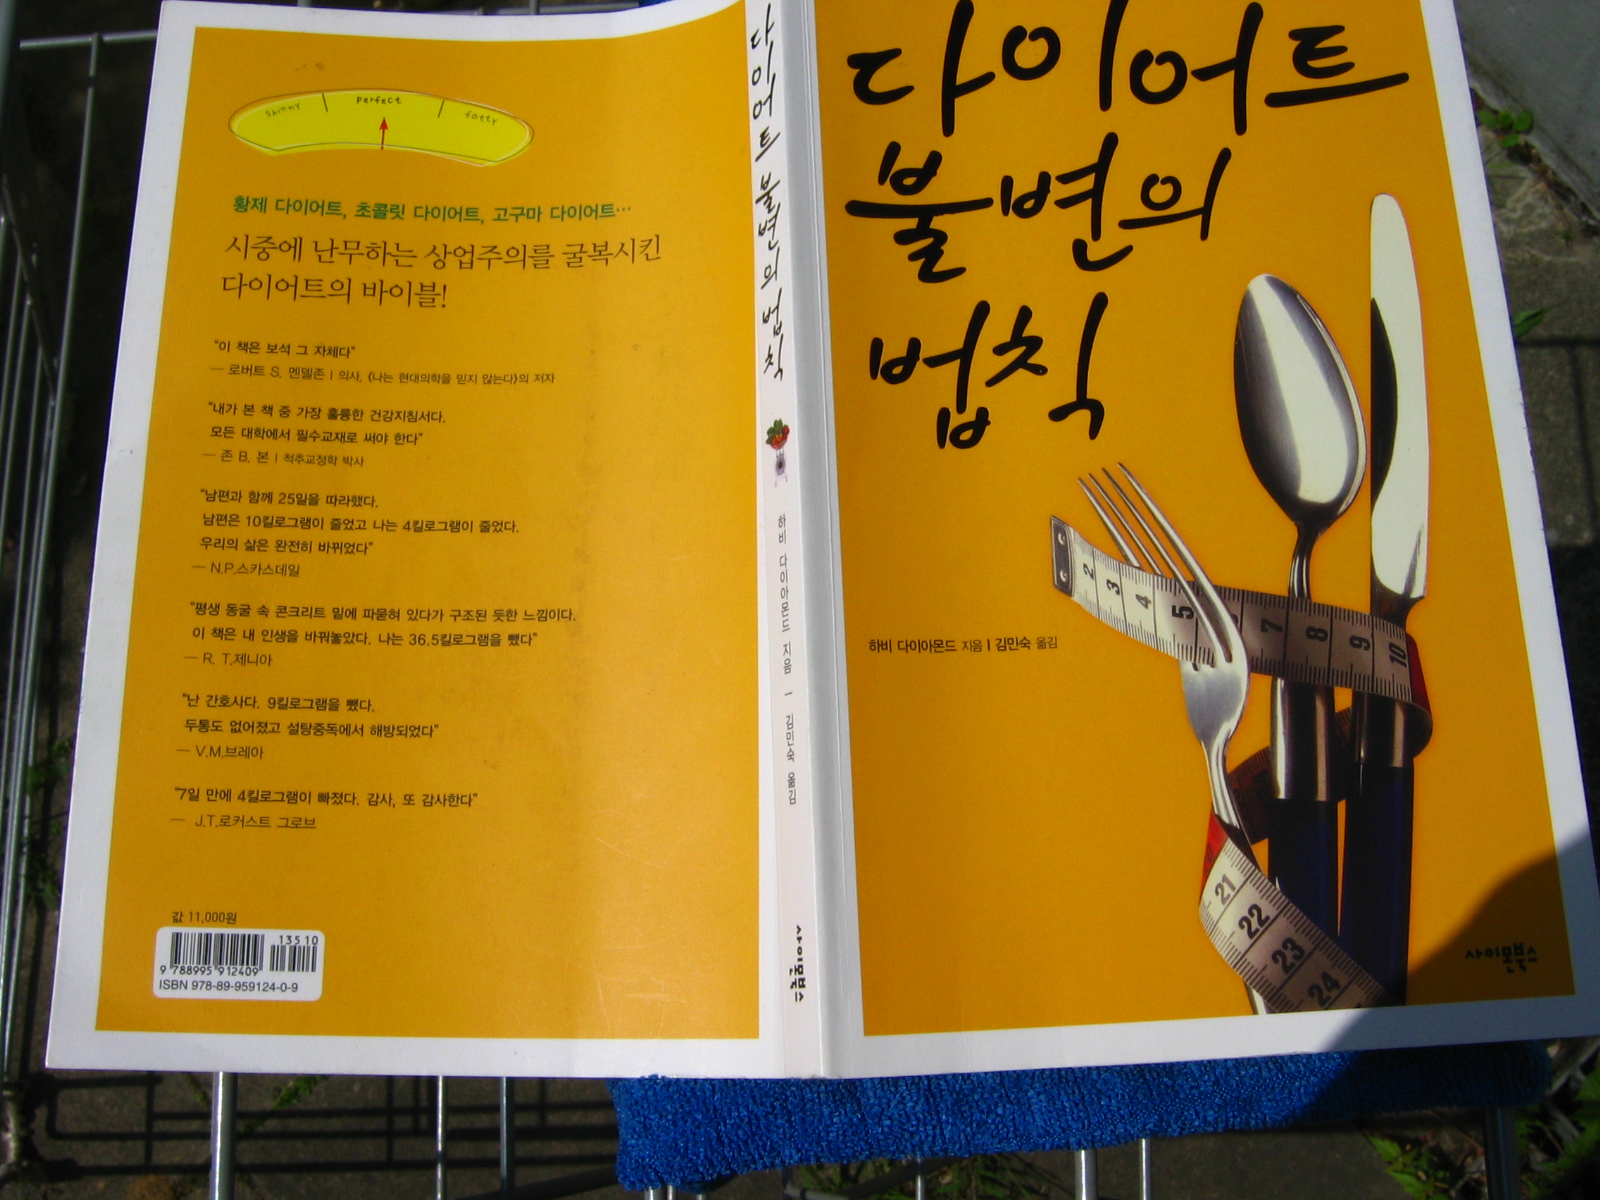 skinny
perfect
fatty
황제 다이어트, 초콜릿 다이어트, 고구마 다이어트…
시중에 난무하는 상업주의를 굴복시킨
다이어트의 바이블!
"이 책은 보석 그 자체다"
— 로버트 S. 멘델존 | 의사, 《나는 현대의학을 믿지 않는다》의 저자
"내가 본 책 중 가장 훌륭한 건강지침서다.
모든 대학에서 필수교재로 써야 한다"
— 존 B. 본 | 척추교정학 박사
"남편과 함께 25일을 따라했다.
남편은 10킬로그램이 줄었고 나는 4킬로그램이 줄었다.
우리의 삶은 완전히 바뀌었다"
— N.P.스카스데일
"평생 동굴 속 콘크리트 밑에 파묻혀 있다가 구조된 듯한 느낌이다.
이 책은 내 인생을 바꿔놓았다. 나는 36.5킬로그램을 뺐다"
— R. T.제니아
"난 간호사다. 9킬로그램을 뺐다.
두통도 없어졌고 설탕중독에서 해방되었다"
— V.M.브레아
"7일 만에 4킬로그램이 빠졌다. 감사, 또 감사한다"
— J.T.로커스트 그로브
값 11,000원
13510
9 788995 912409
ISBN 978-89-959124-0-9
다이어트 불변의 법칙
하비 다이아몬드 지음 | 김민숙 옮김
사이몬북스
다이어트
불변의
법칙
하비 다이아몬드 지음 | 김민숙 옮김
2 3 4 5 7 8 9 10
21 22 23 24
사이몬북스